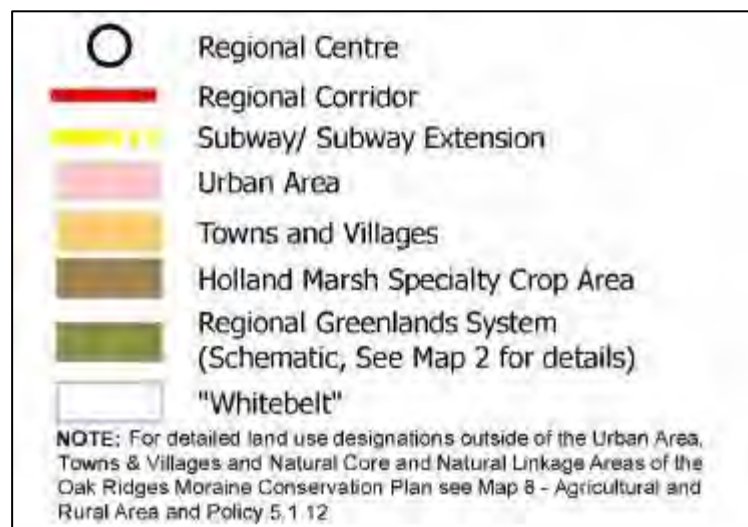 Regional Centre
Regional Corridor
Subway/ Subway Extension
Urban Area
Towns and Villages
Holland Marsh Specialty Crop Area
Regional Greenlands System
(Schematic, See Map 2 for details)
"Whitebelt"
NOTE: For detailed land use designations outside of the Urban Area,
Towns & Villages and Natural Core and Natural Linkage Areas of the
Oak Ridges Moraine Conservation Plan see Map 8 - Agricultural and
Rural Area and Policy 5.1.12